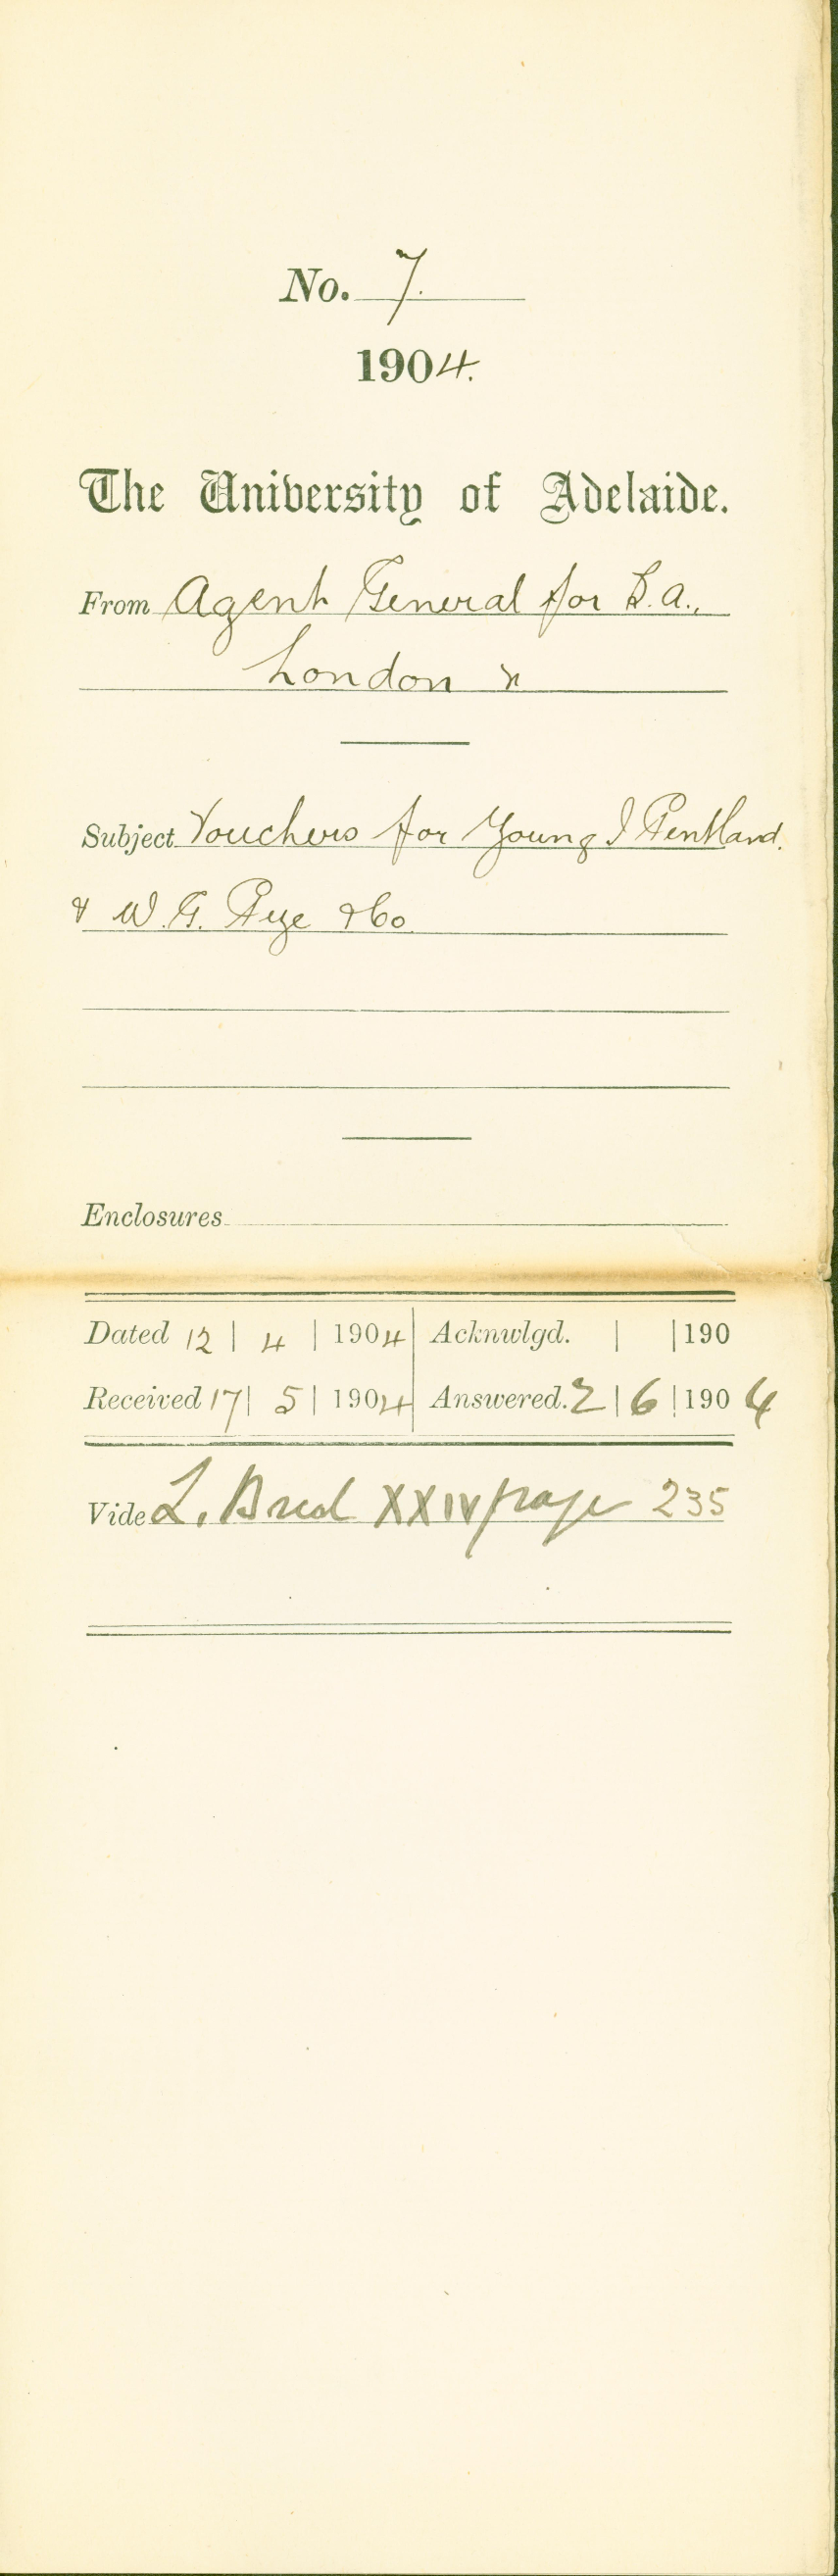 No. 7.
1904.
The University of Adelaide.
From Agent General for S.A.,
London
Subject Vouchers for Young J Pentland.
& W. G. Pye & Co
Enclosures
Dated 12 | 4 | 1904 Acknwlgd. | | 190
Received 17 | 5 | 1904 Answered. 2 | 6 | 1904
Vide L. XXIV page 235